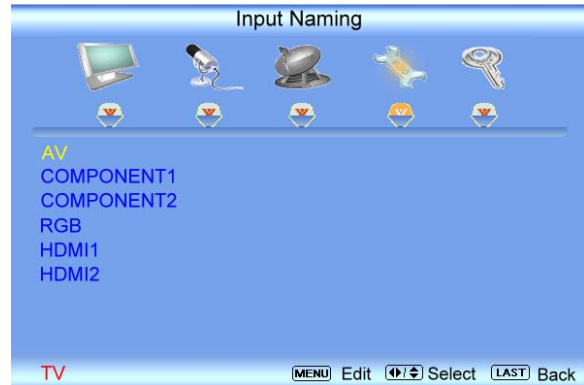 Input Naming
AV
COMPONENT1
COMPONENT2
RGB
HDMI1
HDMI2
TV MENU Edit Select LAST Back